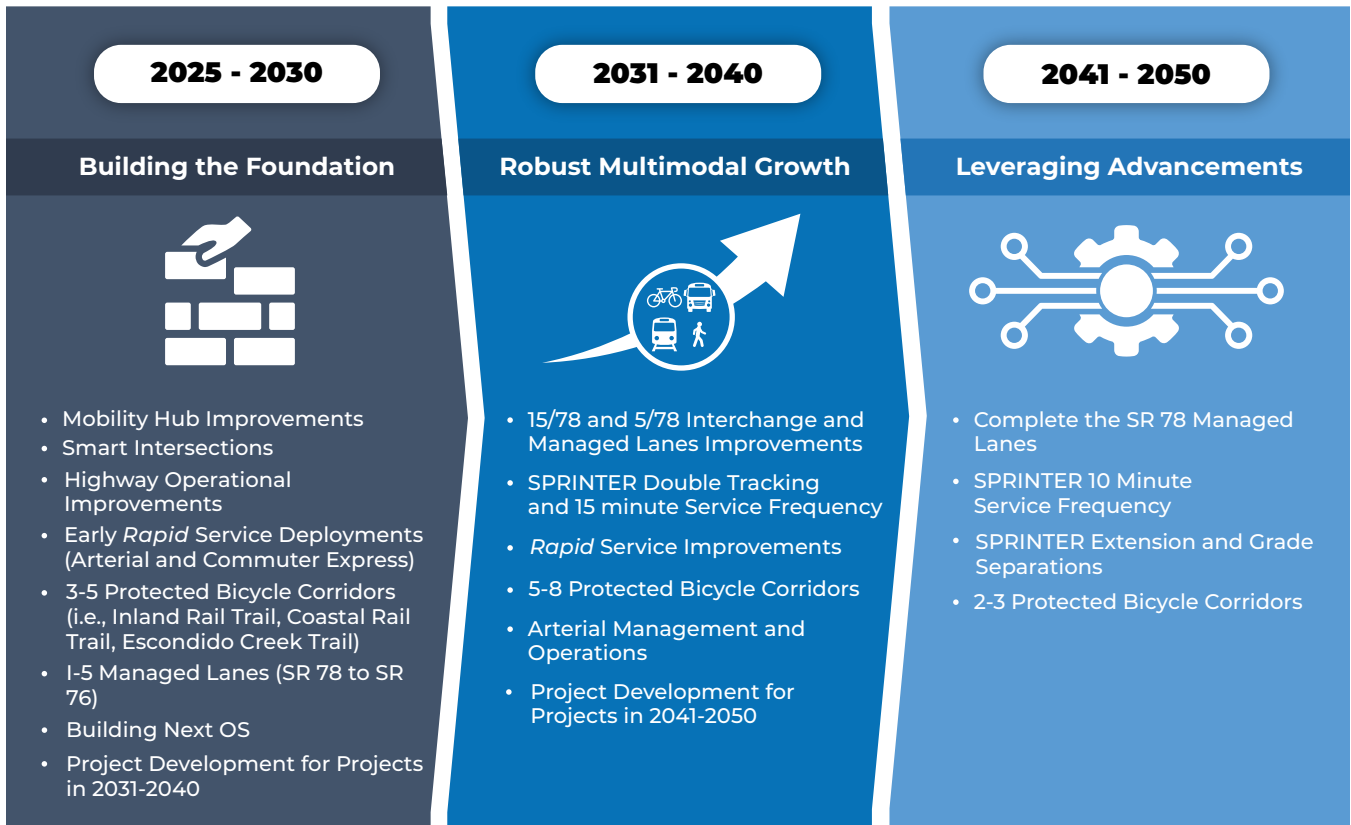 2025 - 2030
Building the Foundation
• Mobility Hub Improvements
• Smart Intersections
• Highway Operational
Improvements
• Early Rapid Service Deployments
(Arterial and Commuter Express)
• 3-5 Protected Bicycle Corridors
(i.e., Inland Rail Trail, Coastal Rail
Trail, Escondido Creek Trail)
• I-5 Managed Lanes (SR 78 to SR
76)
• Building Next OS
• Project Development for Projects
in 2031-2040
2031 - 2040
Robust Multimodal Growth
• 15/78 and 5/78 Interchange and
Managed Lanes Improvements
• SPRINTER Double Tracking
and 15 minute Service Frequency
• Rapid Service Improvements
• 5-8 Protected Bicycle Corridors
• Arterial Management and
Operations
• Project Development for
Projects in 2041-2050
2041 - 2050
Leveraging Advancements
• Complete the SR 78 Managed
Lanes
• SPRINTER 10 Minute
Service Frequency
• SPRINTER Extension and Grade
Separations
• 2-3 Protected Bicycle Corridors